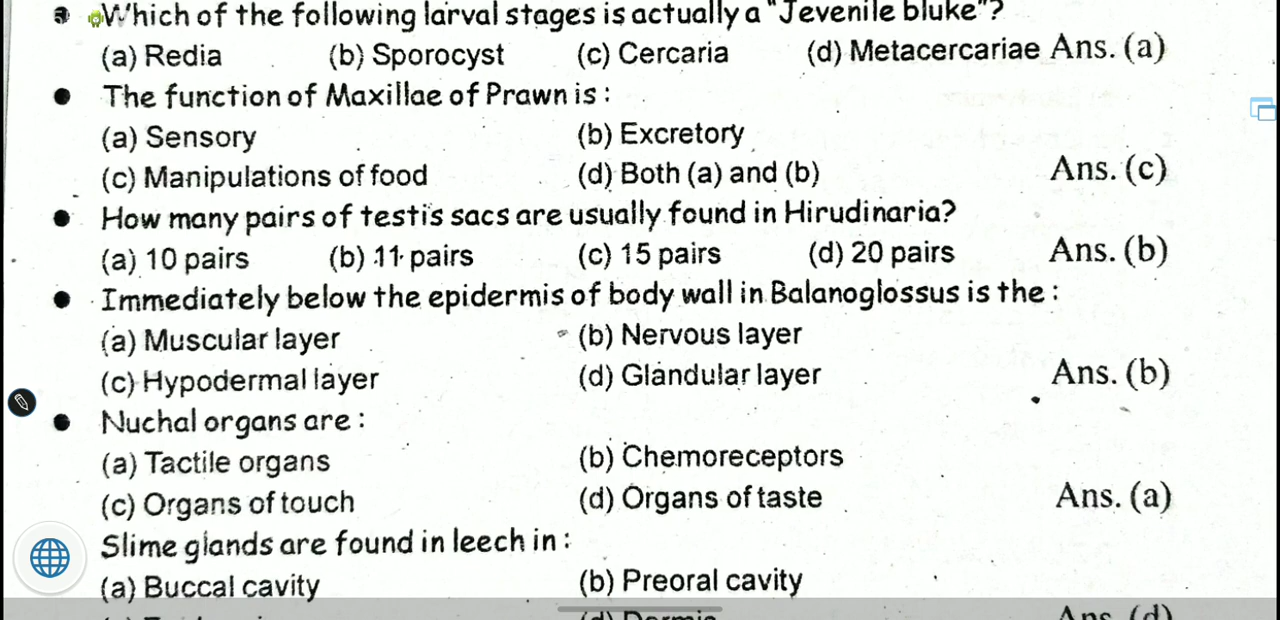 Which of the following larval stages is actually a "Jevenile bluke"?
(a) Redia (b) Sporocyst (c) Cercaria (d) Metacercariae Ans. (a)
● The function of Maxillae of Prawn is :
(a) Sensory (b) Excretory
(c) Manipulations of food (d) Both (a) and (b) Ans. (c)
● How many pairs of testis sacs are usually found in Hirudinaria?
(a) 10 pairs (b) 11 pairs (c) 15 pairs (d) 20 pairs Ans. (b)
● Immediately below the epidermis of body wall in Balanoglossus is the :
(a) Muscular layer (b) Nervous layer
(c) Hypodermal layer (d) Glandular layer Ans. (b)
● Nuchal organs are :
(a) Tactile organs (b) Chemoreceptors
(c) Organs of touch (d) Organs of taste Ans. (a)
Slime glands are found in leech in :
(a) Buccal cavity (b) Preoral cavity
(d) Dermis Ans. (d)